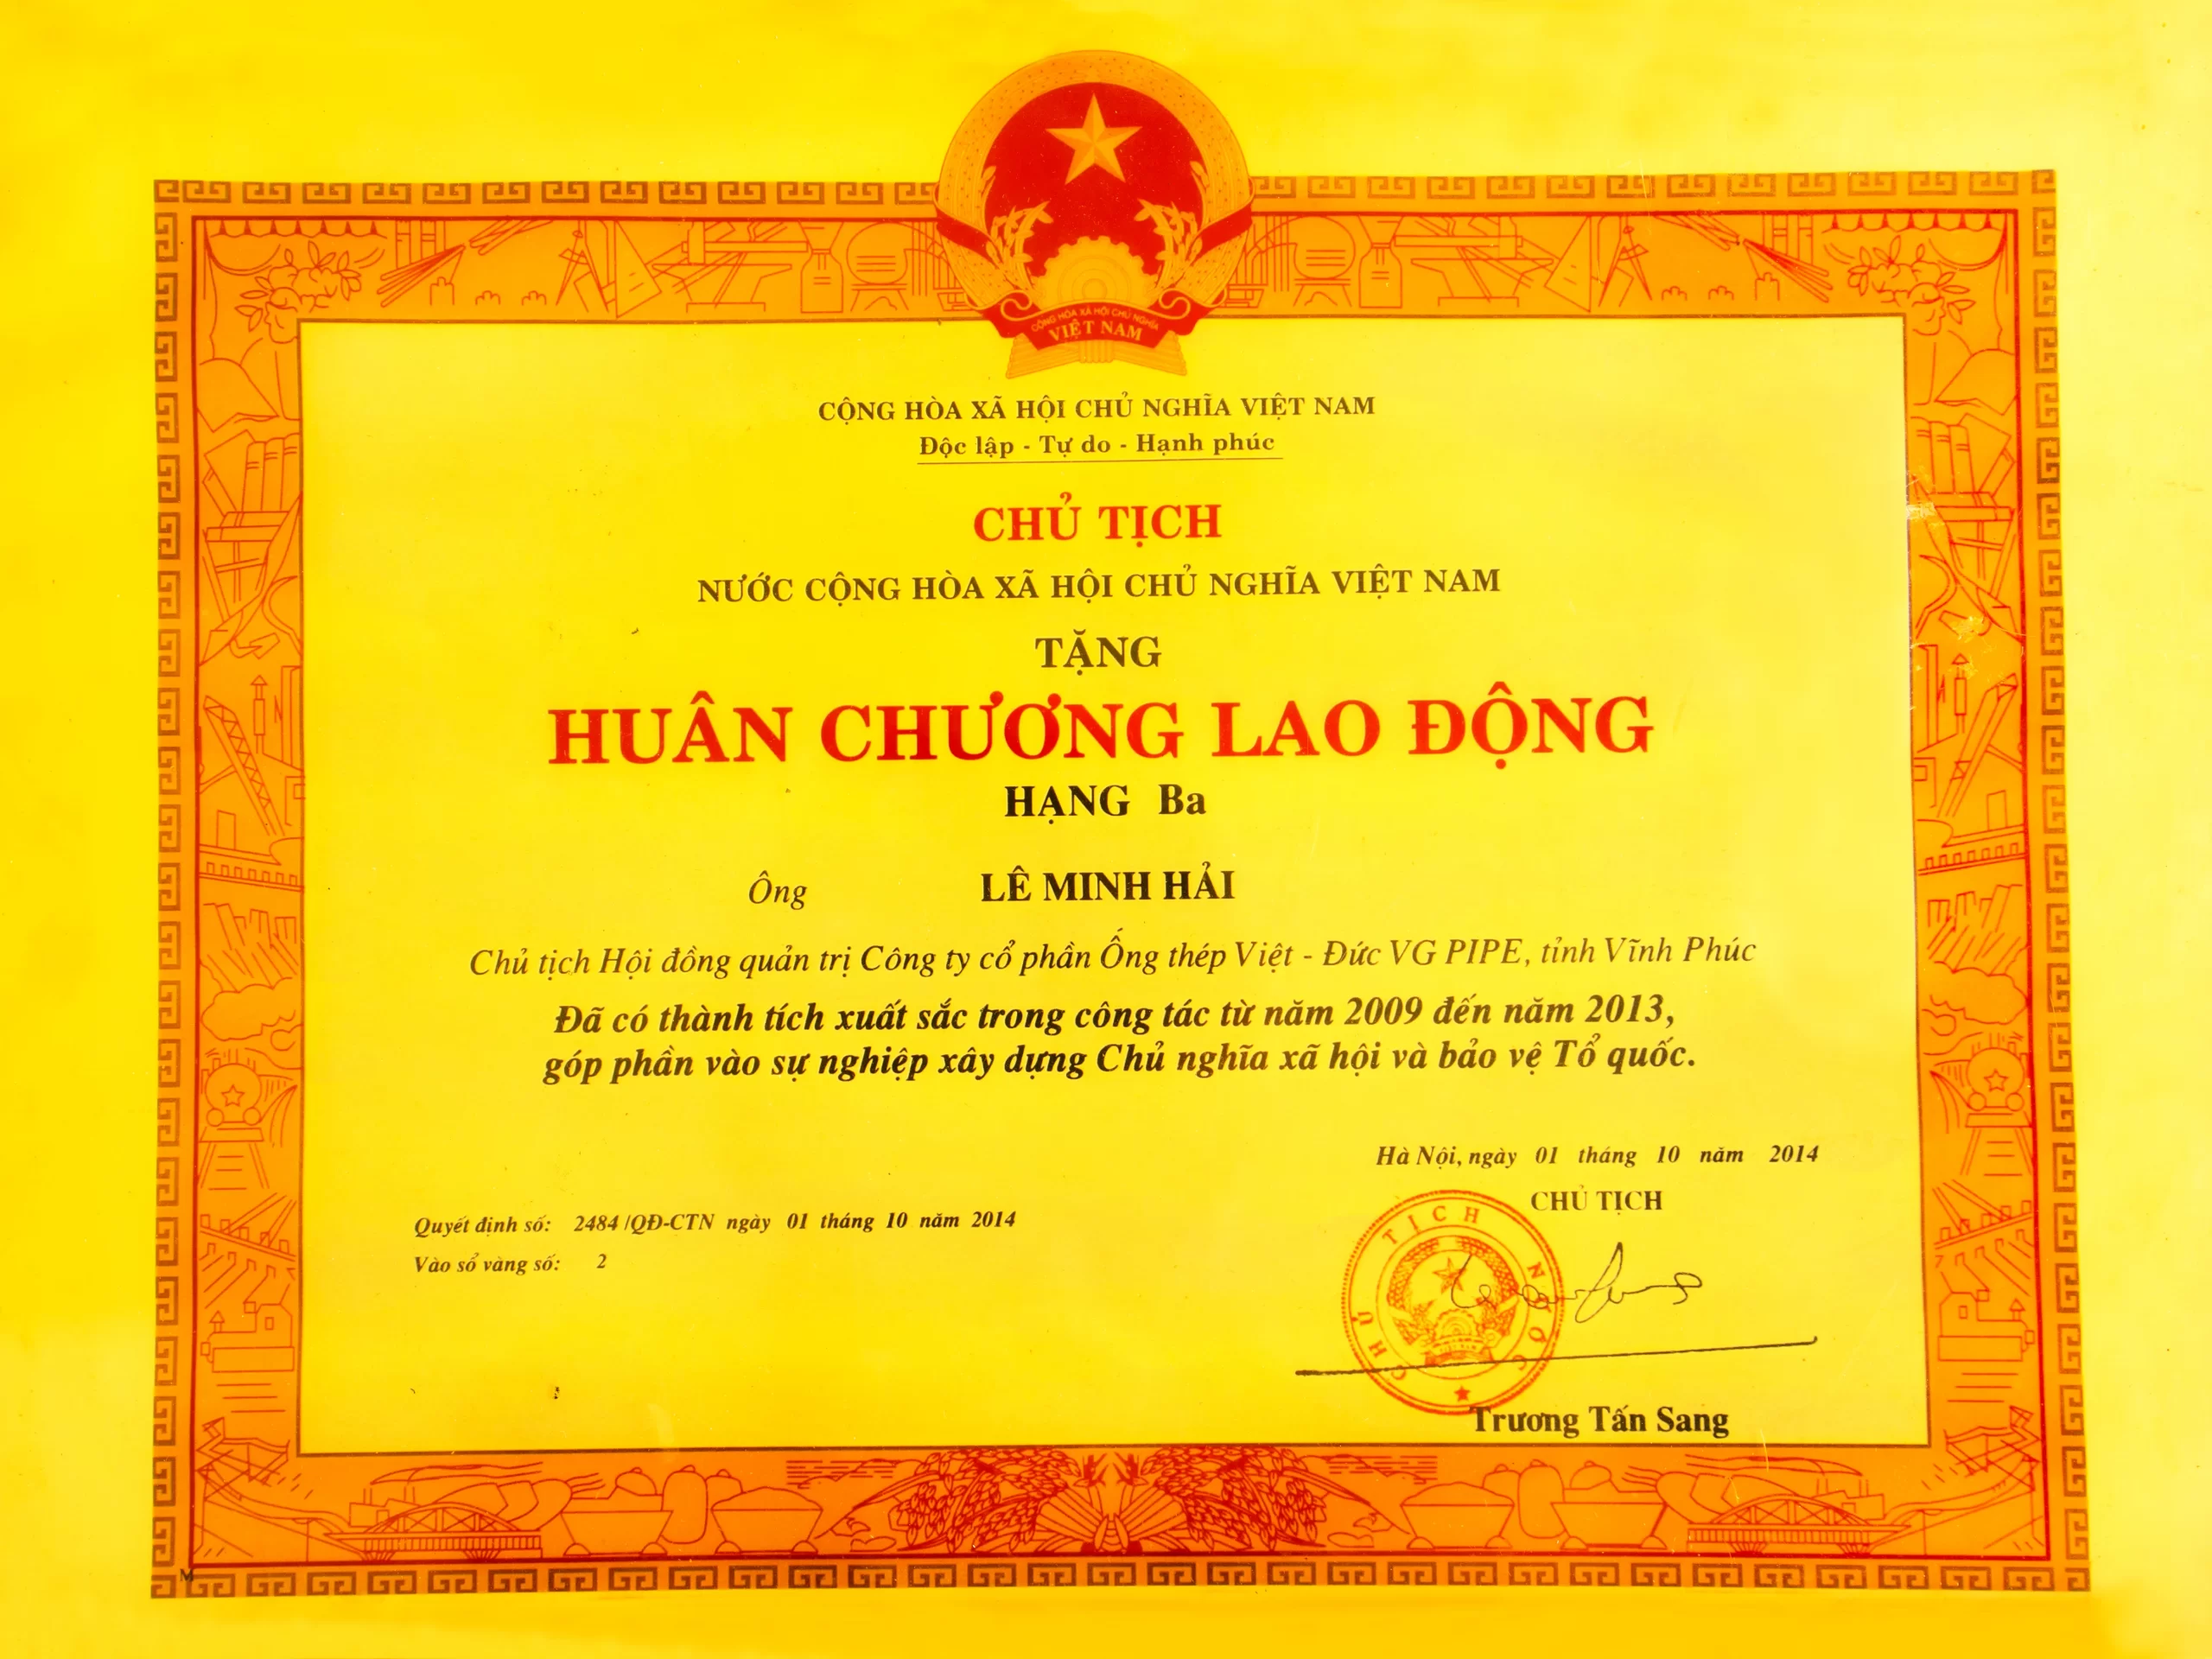 CỘNG HÒA XÃ HỘI CHỦ NGHĨA
VIỆT NAM
CỘNG HÒA XÃ HỘI CHỦ NGHĨA VIỆT NAM
Độc lập - Tự do - Hạnh phúc
CHỦ TỊCH
NƯỚC CỘNG HÒA XÃ HỘI CHỦ NGHĨA VIỆT NAM
TẶNG
HUÂN CHƯƠNG LAO ĐỘNG
HẠNG Ba
Ông LÊ MINH HẢI
Chủ tịch Hội đồng quản trị Công ty cổ phần Ống thép Việt - Đức VG PIPE, tỉnh Vĩnh Phúc
Đã có thành tích xuất sắc trong công tác từ năm 2009 đến năm 2013,
góp phần vào sự nghiệp xây dựng Chủ nghĩa xã hội và bảo vệ Tổ quốc.
Hà Nội, ngày 01 tháng 10 năm 2014
CHỦ TỊCH
Quyết định số: 2484 /QĐ-CTN ngày 01 tháng 10 năm 2014
Vào sổ vàng số: 2
CHỦ TỊCH NƯỚC
Trương Tấn Sang